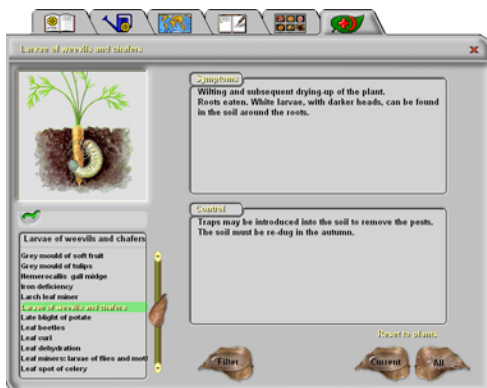 Larvae of weevils and chafers
Symptoms
Wilting and subsequent drying-up of the plant.
Roots eaten. White larvae, with darker heads, can be found
in the soil around the roots.
Control
Traps may be introduced into the soil to remove the pests.
The soil must be re-dug in the autumn.
Larvae of weevils and chafers
Grey mould of soft fruit
Grey mould of tulips
Hemerocallis gall midge
Iron deficiency
Larch leaf miner
Larvae of weevils and chafers
Late blight of potate
Leaf beetles
Leaf curl
Leaf dehydration
Leaf miners: larvae of flies and mot
Leaf spot of celery
Reset to plants
Filter
Current
All